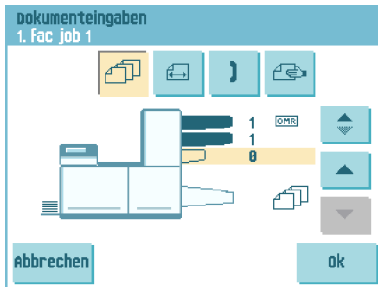 Dokumenteingaben
1. Fac job 1
1 OMR
1
0
Abbrechen
Ok